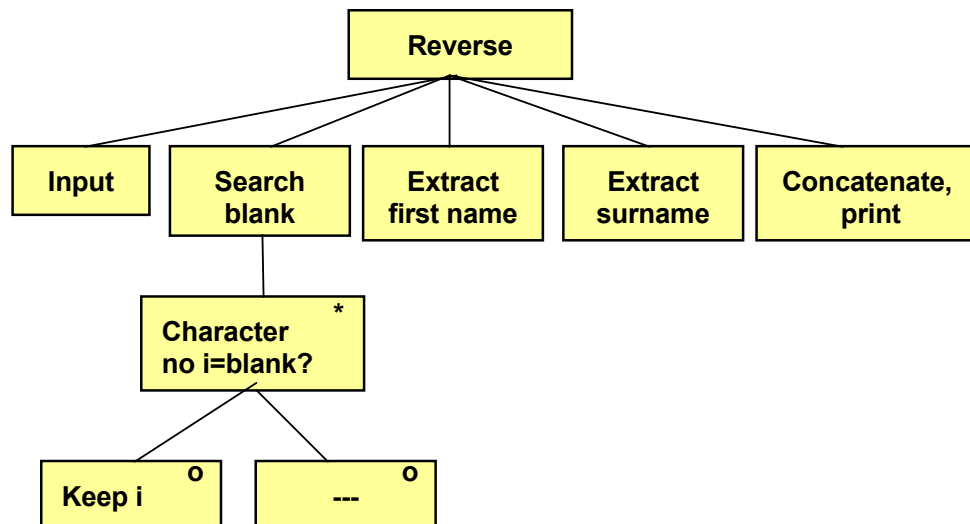 Reverse
Input
Search
blank
Extract
first name
Extract
surname
Concatenate,
print
*
Character
no i=blank?
o
Keep i
o
---